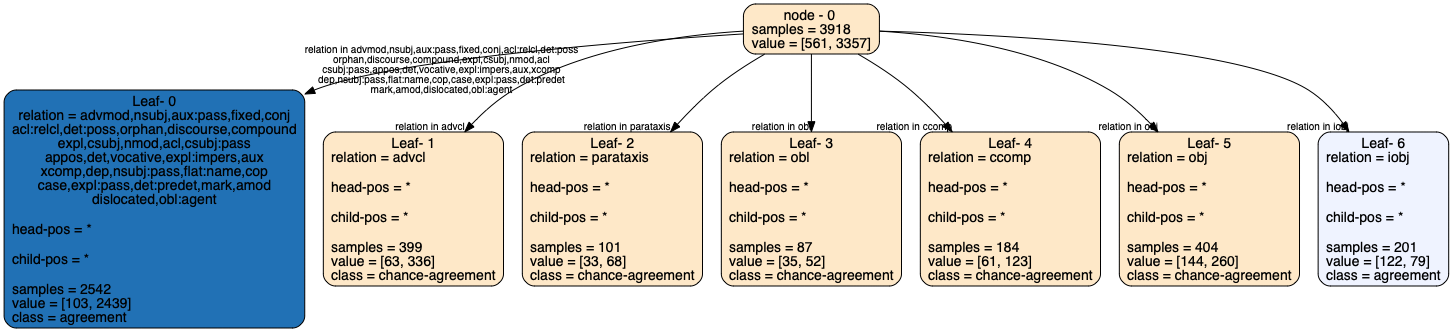 node - 0
samples = 3918
value = [561, 3357]
relation in advmod,nsubj,aux:pass,fixed,conj,acl:relcl,det:poss
orphan,discourse,compound,expl,csubj,nmod,acl
csubj:pass,appos,det,vocative,expl:impers,aux,xcomp
dep,nsubj:pass,flat:name,cop,case,expl:pass,det:predet
mark,amod,dislocated,obl:agent
Leaf- 0
relation = advmod,nsubj,aux:pass,fixed,conj
acl:relcl,det:poss,orphan,discourse,compound
expl,csubj,nmod,acl,csubj:pass
appos,det,vocative,expl:impers,aux
xcomp,dep,nsubj:pass,flat:name,cop
case,expl:pass,det:predet,mark,amod
dislocated,obl:agent
head-pos = *
child-pos = *
samples = 2542
value = [103, 2439]
class = agreement
relation in advcl
Leaf- 1
relation = advcl
head-pos = *
child-pos = *
samples = 399
value = [63, 336]
class = chance-agreement
relation in parataxis
Leaf- 2
relation = parataxis
head-pos = *
child-pos = *
samples = 101
value = [33, 68]
class = chance-agreement
relation in obl
Leaf- 3
relation = obl
head-pos = *
child-pos = *
samples = 87
value = [35, 52]
class = chance-agreement
relation in ccomp
Leaf- 4
relation = ccomp
head-pos = *
child-pos = *
samples = 184
value = [61, 123]
class = chance-agreement
relation in obj
Leaf- 5
relation = obj
head-pos = *
child-pos = *
samples = 404
value = [144, 260]
class = chance-agreement
relation in iobj
Leaf- 6
relation = iobj
head-pos = *
child-pos = *
samples = 201
value = [122, 79]
class = agreement